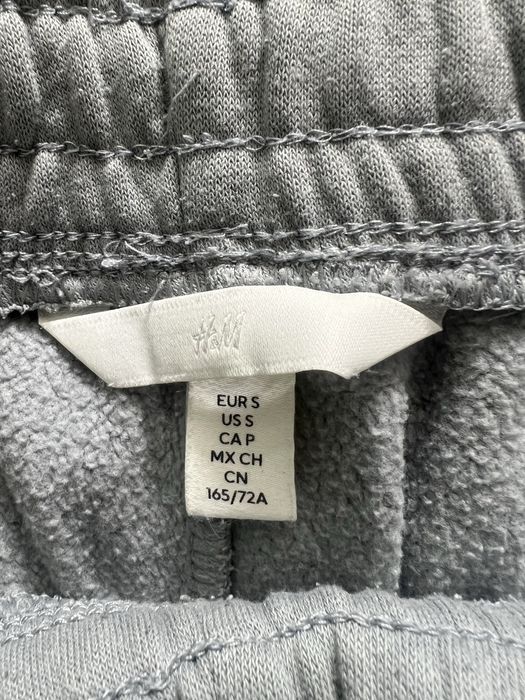 H&M
EUR S
US S
CA P
MX CH
CN
165/72A